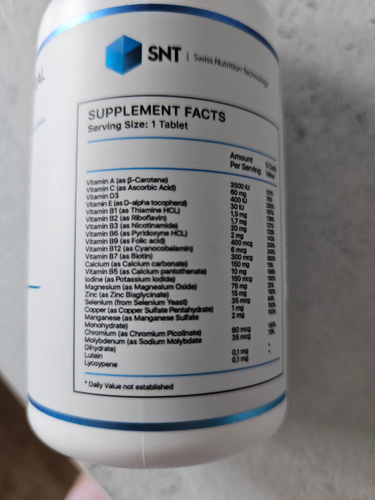 SNT | Swiss Nutrition Technology
SUPPLEMENT FACTS
Serving Size: 1 Tablet
Amount
Per Serving
Vitamin A (as β-Carotene) 3500 IU
Vitamin C (as Ascorbic Acid) 60 mg
Vitamin D3 400 IU
Vitamin E (as D-alpha tocopherol) 30 IU
Vitamin B1 (as Thiamine HCL) 1,5 mg
Vitamin B2 (as Riboflavin) 1,7 mg
Vitamin B3 (as Nicotinamide) 20 mg
Vitamin B6 (as Pyridoxyne HCL) 2 mg
Vitamin B9 (as Folic acid) 400 mcg
Vitamin B12 (as Cyanocobalamin) 6 mcg
Vitamin B7 (as Biotin) 300 mcg
Calcium (as Calcium carbonate) 150 mg
Vitamin B5 (as Calcium pantothenate) 10 mg
Iodine (as Potassium Iodide) 150 mcg
Magnesium (as Magnesium Oxide) 75 mg
Zinc (as Zinc Bisglycinate) 15 mg
Selenium (from Selenium Yeast) 35 mcg
Copper (as Copper Sulfate Pentahydrate) 1 mg
Manganese (as Manganese Sulfate 2 mg
Monohydrate)
Chromium (as Chromium Picolinate) 60 mcg
Molybdenum (as Sodium Molybdate 35 mcg
Dihydrate)
Lutein 0,1 mg *
Lycoypene 0,1 mg *
* Daily Value not established